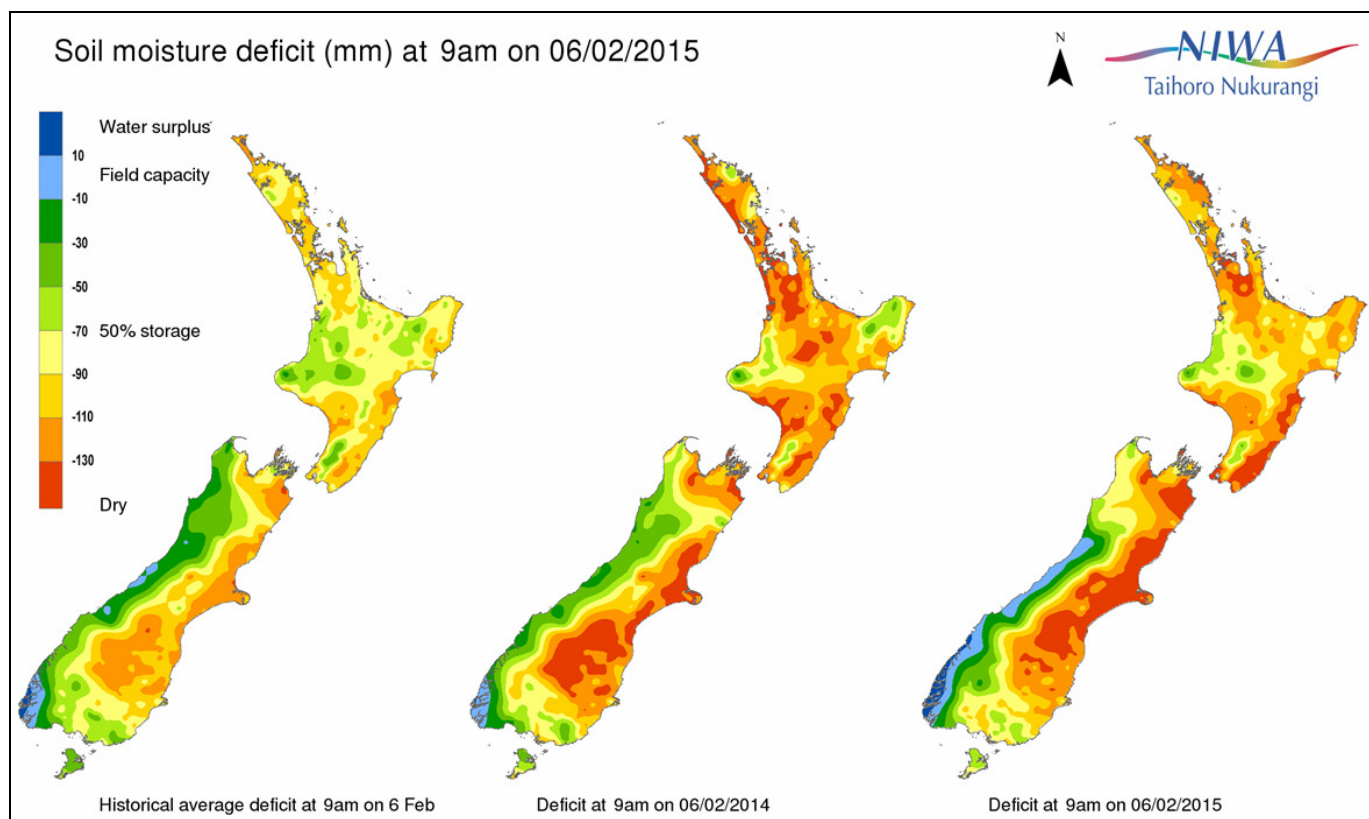 Soil moisture deficit (mm) at 9am on 06/02/2015
N
NIWA
Taihoro Nukurangi
Water surplus
10
Field capacity
-10
-30
-50
-70
50% storage
-90
-110
-130
Dry
Historical average deficit at 9am on 6 Feb
Deficit at 9am on 06/02/2014
Deficit at 9am on 06/02/2015